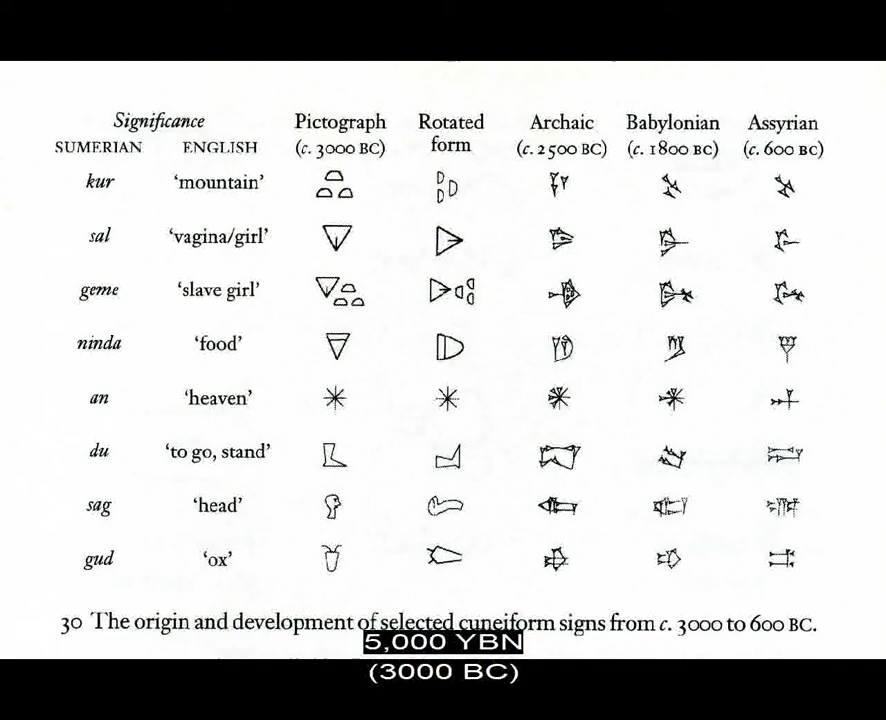 Significance Pictograph Rotated Archaic Babylonian Assyrian
SUMERIAN ENGLISH (c. 3000 BC) form (c. 2500 BC) (c. 1800 BC) (c. 600 BC)
kur 'mountain'
sal 'vagina/girl'
geme 'slave girl'
ninda 'food'
an 'heaven'
du 'to go, stand'
sag 'head'
gud 'ox'
30 The origin and development of selected cuneiform signs from c. 3000 to 600 BC.
5,000 YBN
(3000 BC)